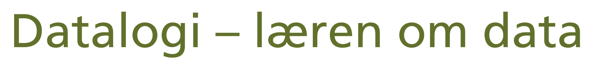 Datalogi – læren om data